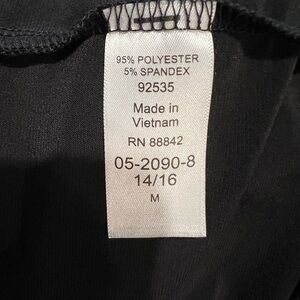 95% POLYESTER
5% SPANDEX
92535
Made in
Vietnam
RN 88842
05-2090-8
14/16
M